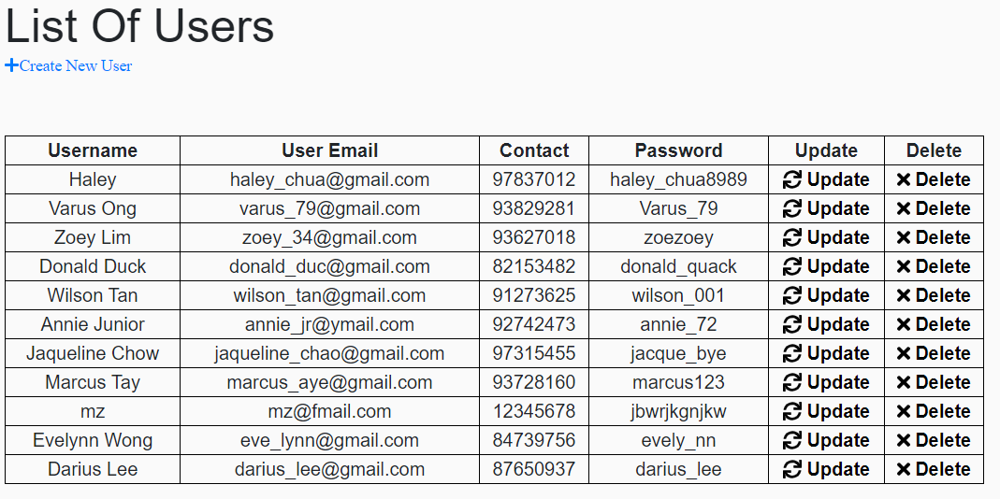 List Of Users
Create New User
Username User Email Contact Password Update Delete
Haley haley_chua@gmail.com 97837012 haley_chua8989 Update Delete
Varus Ong varus_79@gmail.com 93829281 Varus_79 Update Delete
Zoey Lim zoey_34@gmail.com 93627018 zoezoey Update Delete
Donald Duck donald_duc@gmail.com 82153482 donald_quack Update Delete
Wilson Tan wilson_tan@gmail.com 91273625 wilson_001 Update Delete
Annie Junior annie_jr@ymail.com 92742473 annie_72 Update Delete
Jaqueline Chow jaqueline_chao@gmail.com 97315455 jacque_bye Update Delete
Marcus Tay marcus_aye@gmail.com 93728160 marcus123 Update Delete
mz mz@fmail.com 12345678 jbwrjkgnjkw Update Delete
Evelynn Wong eve_lynn@gmail.com 84739756 evely_nn Update Delete
Darius Lee darius_lee@gmail.com 87650937 darius_lee Update Delete